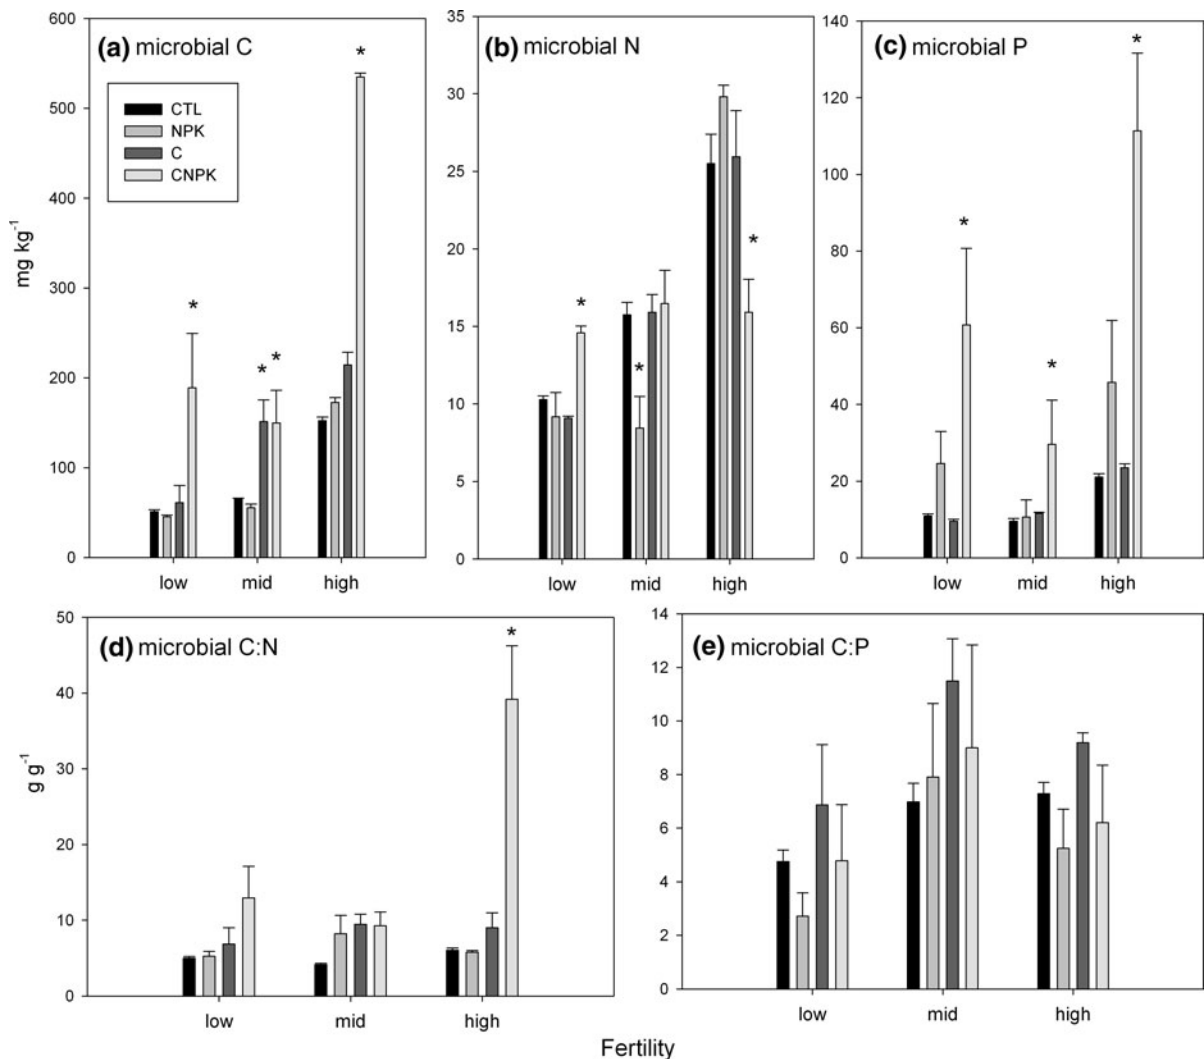 (a) microbial C
CTL
NPK
C
CNPK
600
500
400
300
200
100
0
mg kg⁻¹
*
*
*
*
low
mid
high
(b) microbial N
35
30
25
20
15
10
5
0
*
*
*
low
mid
high
(c) microbial P
140
120
100
80
60
40
20
0
*
*
*
low
mid
high
(d) microbial C:N
50
40
30
20
10
0
g g⁻¹
*
low
mid
high
(e) microbial C:P
14
12
10
8
6
4
2
0
low
mid
high
Fertility